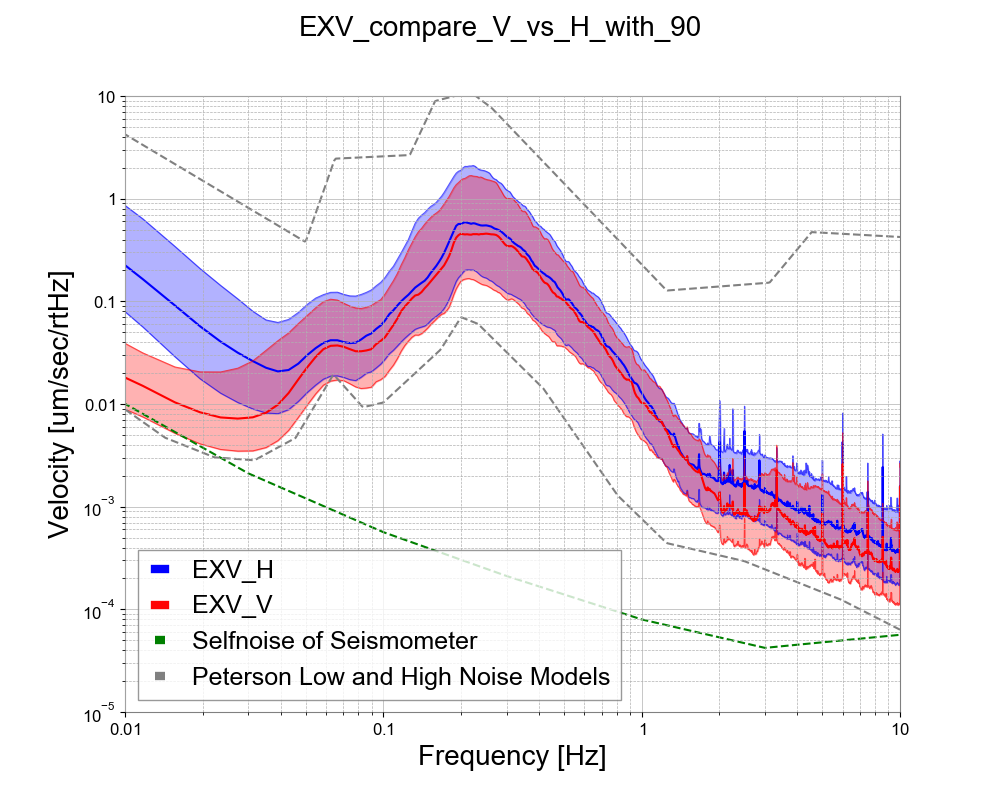 EXV_compare_V_vs_H_with_90
Velocity [um/sec/rtHz]
10
1
0.1
0.01
10⁻³
10⁻⁴
10⁻⁵
EXV_H
EXV_V
Selfnoise of Seismometer
Peterson Low and High Noise Models
0.01
0.1
1
10
Frequency [Hz]